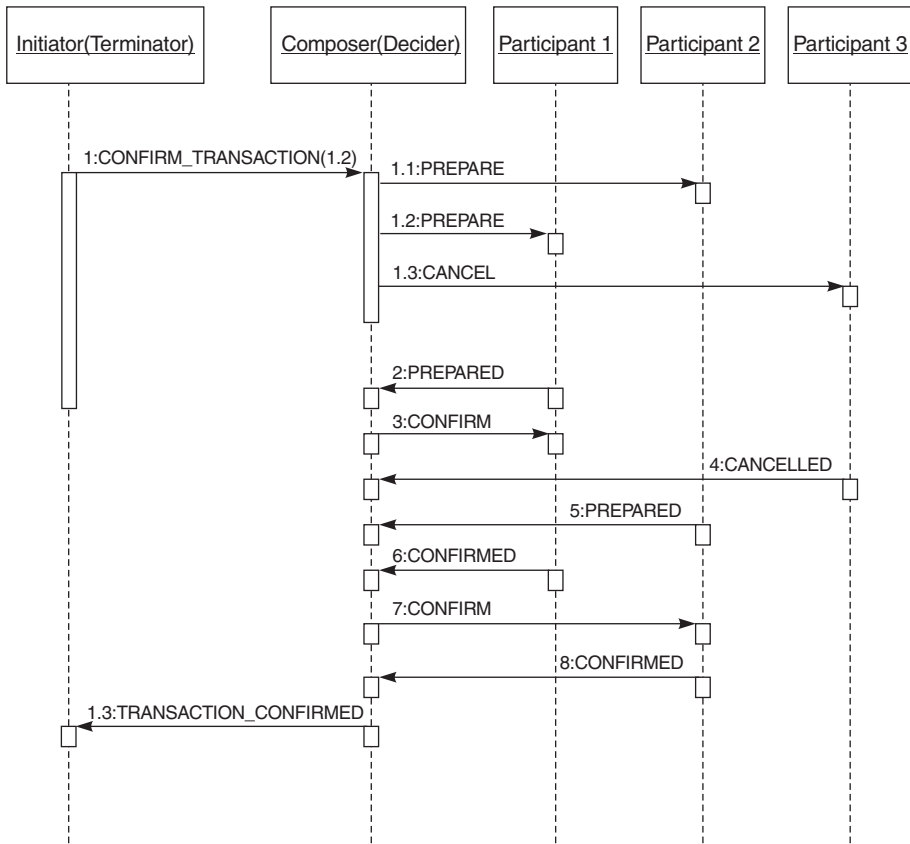 Initiator(Terminator)
Composer(Decider)
Participant 1
Participant 2
Participant 3
1:CONFIRM_TRANSACTION(1.2)
1.1:PREPARE
1.2:PREPARE
1.3:CANCEL
2:PREPARED
3:CONFIRM
4:CANCELLED
5:PREPARED
6:CONFIRMED
7:CONFIRM
8:CONFIRMED
1.3:TRANSACTION_CONFIRMED